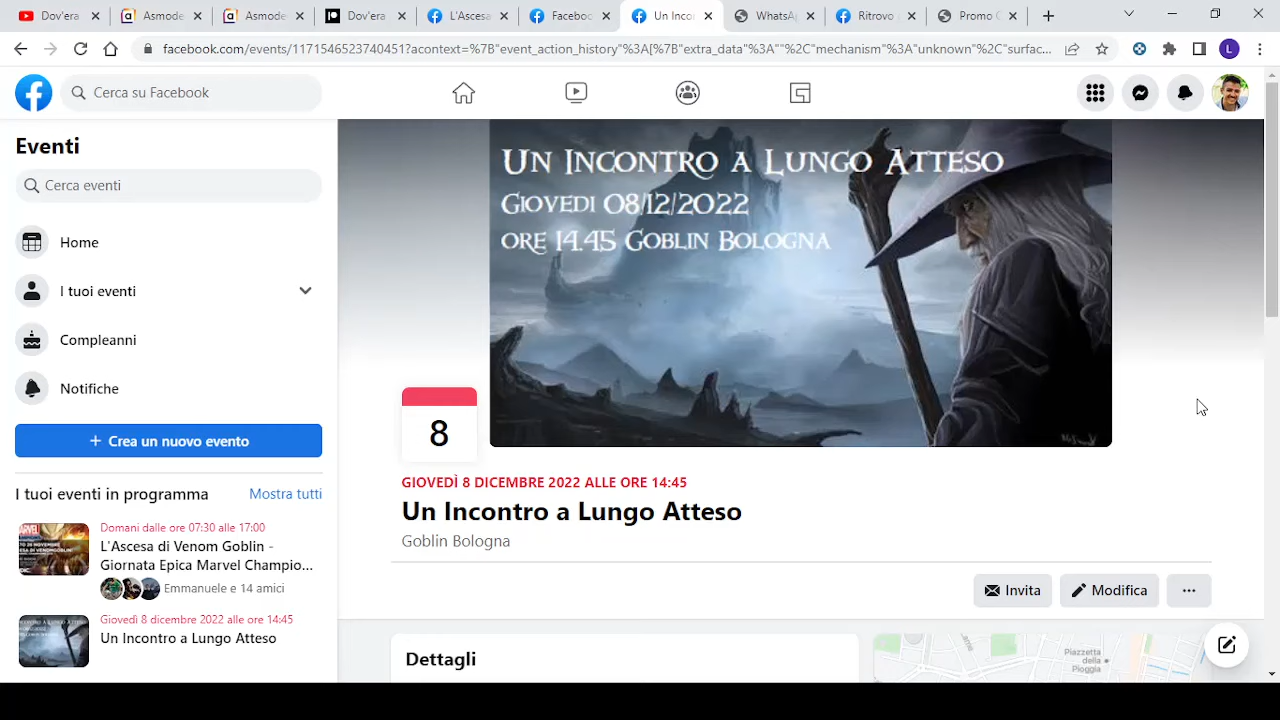 Dov'era
Asmode
Asmode
Dov'era
L'Ascesa
Faceboo
Un Inco
WhatsA
Ritrovo
Promo
facebook.com/events/1171546523740451?acontext=%7B"event_action_history"%3A[%7B"extra_data"%3A""%2C"mechanism"%3A"unknown"%2C"surfac...
L
Cerca su Facebook
Eventi
Cerca eventi
Home
I tuoi eventi
Compleanni
Notifiche
+ Crea un nuovo evento
I tuoi eventi in programma Mostra tutti
Domani dalle ore 07:30 alle 17:00
L'Ascesa di Venom Goblin -
Giornata Epica Marvel Champio...
Emmanuele e 14 amici
Giovedì 8 dicembre 2022 alle ore 14:45
Un Incontro a Lungo Atteso
Un Incontro a Lungo Atteso
Giovedi 08/12/2022
ore 14.45 Goblin Bologna
8
GIOVEDÌ 8 DICEMBRE 2022 ALLE ORE 14:45
Un Incontro a Lungo Atteso
Goblin Bologna
Invita Modifica
Dettagli
Piazzetta
della
Pioggia